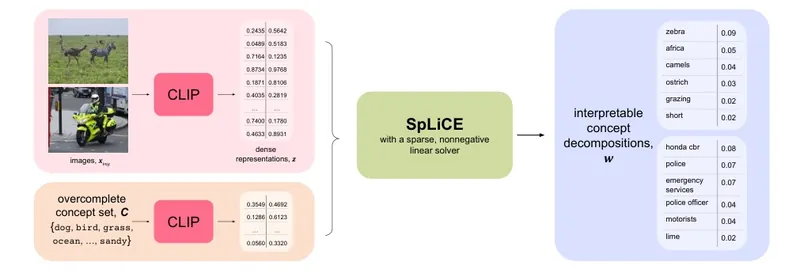 CLIP
0.2435 0.5642
0.0489 0.5183
0.7164 0.1235
0.8734 0.9768
0.1871 0.8106
0.4035 0.2819
... ...
0.7400 0.1780
0.4633 0.8931
images, x_img
dense
representations, z
overcomplete
concept set, C
{dog, bird, grass,
ocean, …, sandy}
CLIP
0.3549 0.4692
0.1286 0.6123
... ...
0.0560 0.3320
SpLiCE
with a sparse, nonnegative
linear solver
interpretable
concept
decompositions,
w
zebra 0.09
africa 0.05
camels 0.04
ostrich 0.03
grazing 0.02
short 0.02
honda cbr 0.08
police 0.07
emergency
services 0.07
police officer 0.04
motorists 0.04
lime 0.02